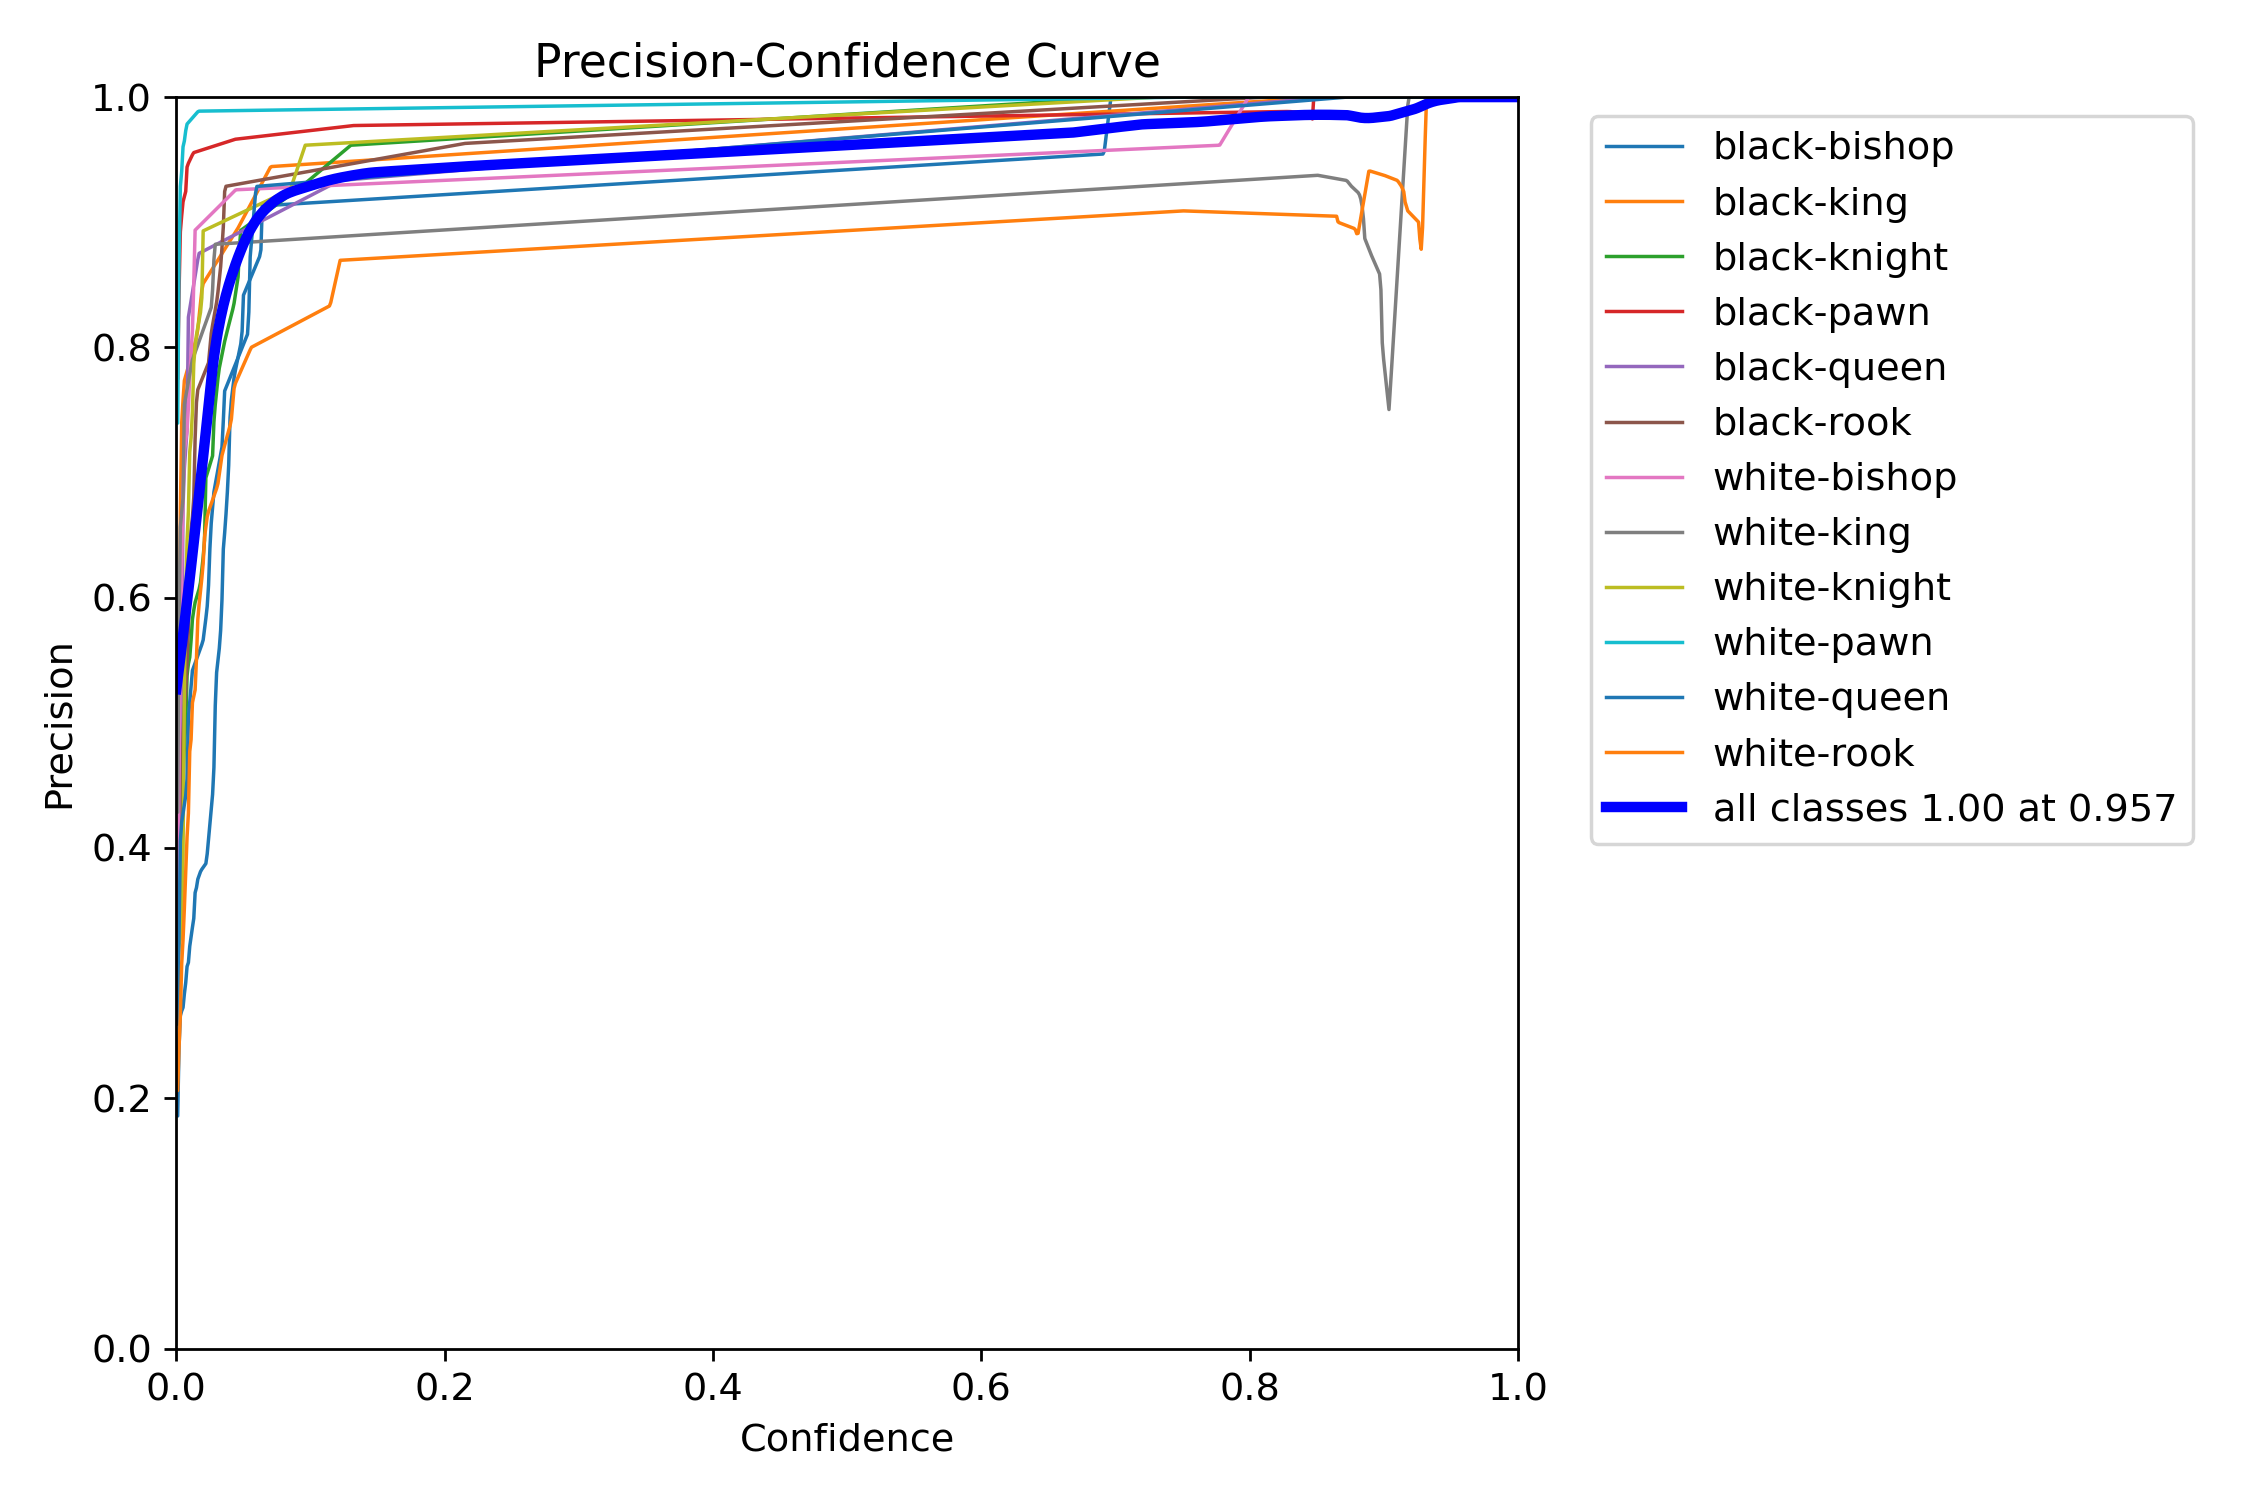 Precision-Confidence Curve
1.0
0.8
0.6
0.4
0.2
0.0
Precision
0.0 0.2 0.4 0.6 0.8 1.0
Confidence
black-bishop
black-king
black-knight
black-pawn
black-queen
black-rook
white-bishop
white-king
white-knight
white-pawn
white-queen
white-rook
all classes 1.00 at 0.957